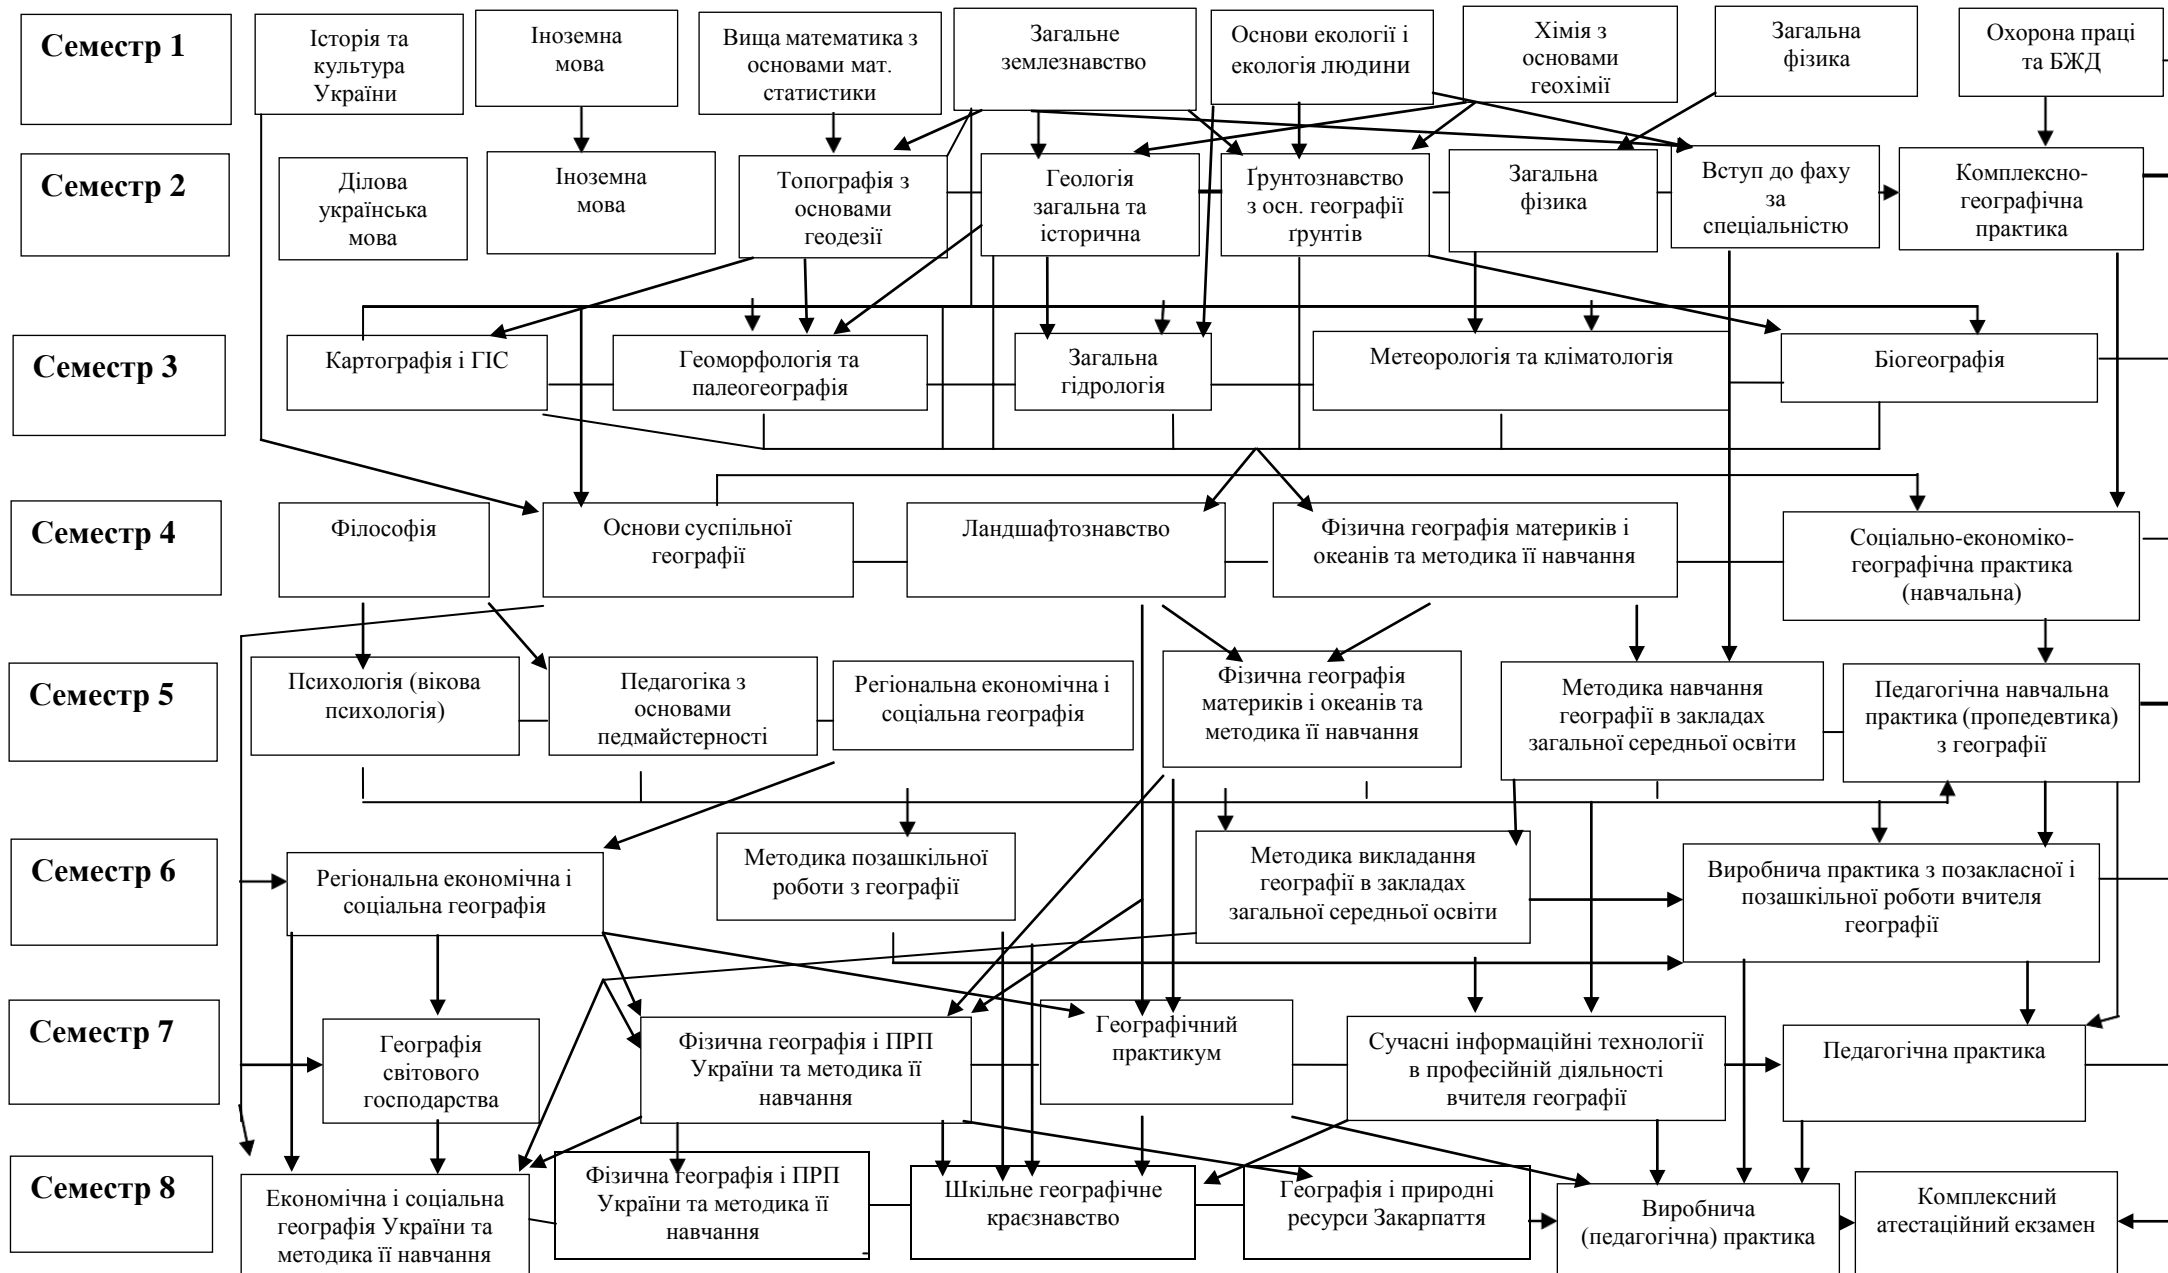 Семестр 1
Історія та
культура
України
Іноземна
мова
Вища математика з
основами мат.
статистики
Загальне
землезнавство
Основи екології і
екологія людини
Хімія з
основами
геохімії
Загальна
фізика
Охорона праці
та БЖД
Семестр 2
Ділова
українська
мова
Іноземна
мова
Топографія з
основами
геодезії
Геологія
загальна та
історична
Ґрунтознавство
з осн. географії
ґрунтів
Загальна
фізика
Вступ до фаху
за
спеціальністю
Комплексно-
географічна
практика
Семестр 3
Картографія і ГІС
Геоморфологія та
палеогеографія
Загальна
гідрологія
Метеорологія та кліматологія
Біогеографія
Семестр 4
Філософія
Основи суспільної
географії
Ландшафтознавство
Фізична географія материків і
океанів та методика її навчання
Соціально-економіко-
географічна практика
(навчальна)
Семестр 5
Психологія (вікова
психологія)
Педагогіка з
основами
педмайстерності
Регіональна економічна і
соціальна географія
Фізична географія
материків і океанів та
методика її навчання
Методика навчання
географії в закладах
загальної середньої освіти
Педагогічна навчальна
практика (пропедевтика)
з географії
Семестр 6
Регіональна економічна і
соціальна географія
Методика позашкільної
роботи з географії
Методика викладання
географії в закладах
загальної середньої освіти
Виробнича практика з позакласної і
позашкільної роботи вчителя
географії
Семестр 7
Географія
світового
господарства
Фізична географія і ПРП
України та методика її
навчання
Географічний
практикум
Сучасні інформаційні технології
в професійній діяльності
вчителя географії
Педагогічна практика
Семестр 8
Економічна і соціальна
географія України та
методика її навчання
Фізична географія і ПРП
України та методика її
навчання
Шкільне географічне
краєзнавство
Географія і природні
ресурси Закарпаття
Виробнича
(педагогічна) практика
Комплексний
атестаційний екзамен